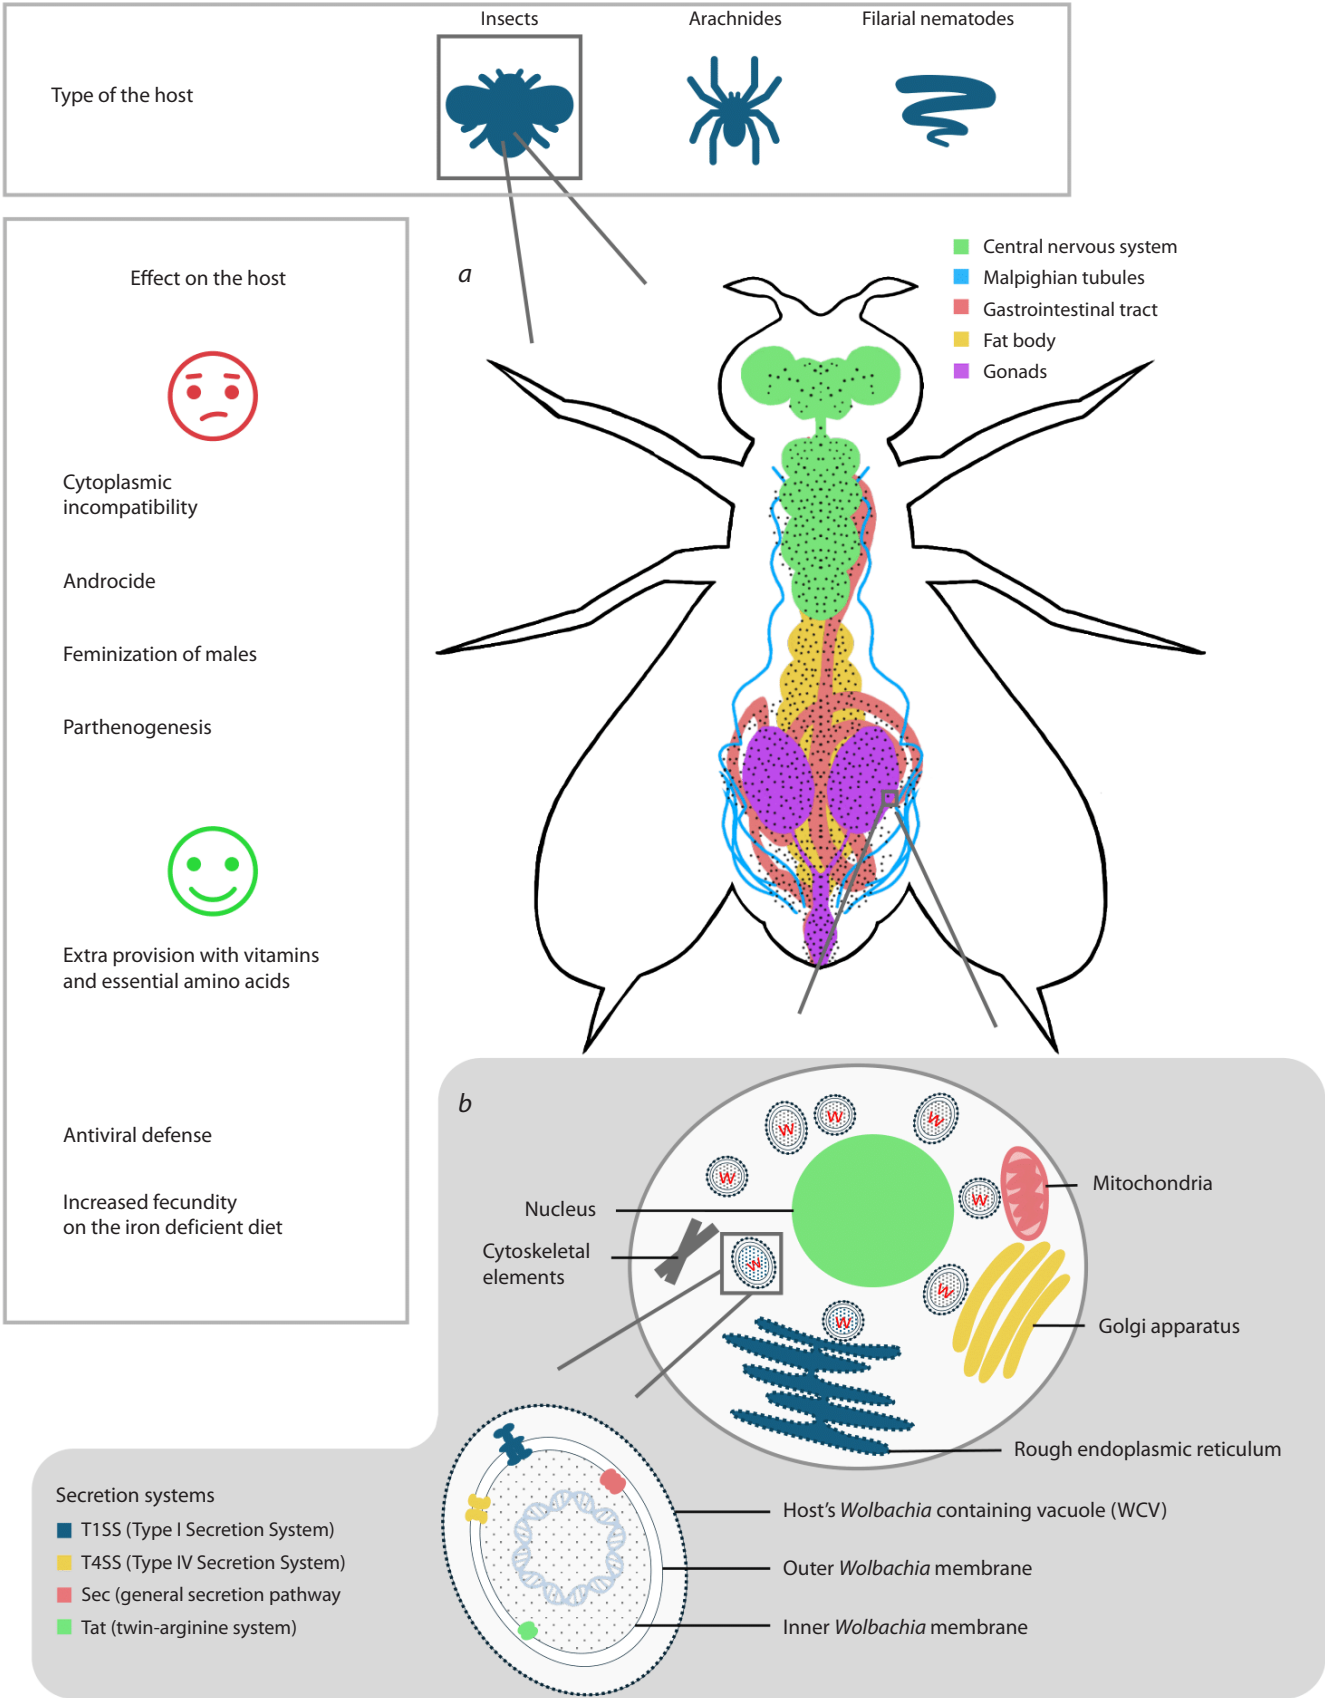 Insects
Arachnides
Filarial nematodes
Type of the host
Effect on the host
Cytoplasmic
incompatibility
Androcide
Feminization of males
Parthenogenesis
Extra provision with vitamins
and essential amino acids
Antiviral defense
Increased fecundity
on the iron deficient diet
a
Central nervous system
Malpighian tubules
Gastrointestinal tract
Fat body
Gonads
b
W
W
W
W
W
W
W
W
Nucleus
Cytoskeletal
elements
Mitochondria
Golgi apparatus
Rough endoplasmic reticulum
Host's Wolbachia containing vacuole (WCV)
Outer Wolbachia membrane
Inner Wolbachia membrane
Secretion systems
T1SS (Type I Secretion System)
T4SS (Type IV Secretion System)
Sec (general secretion pathway
Tat (twin-arginine system)